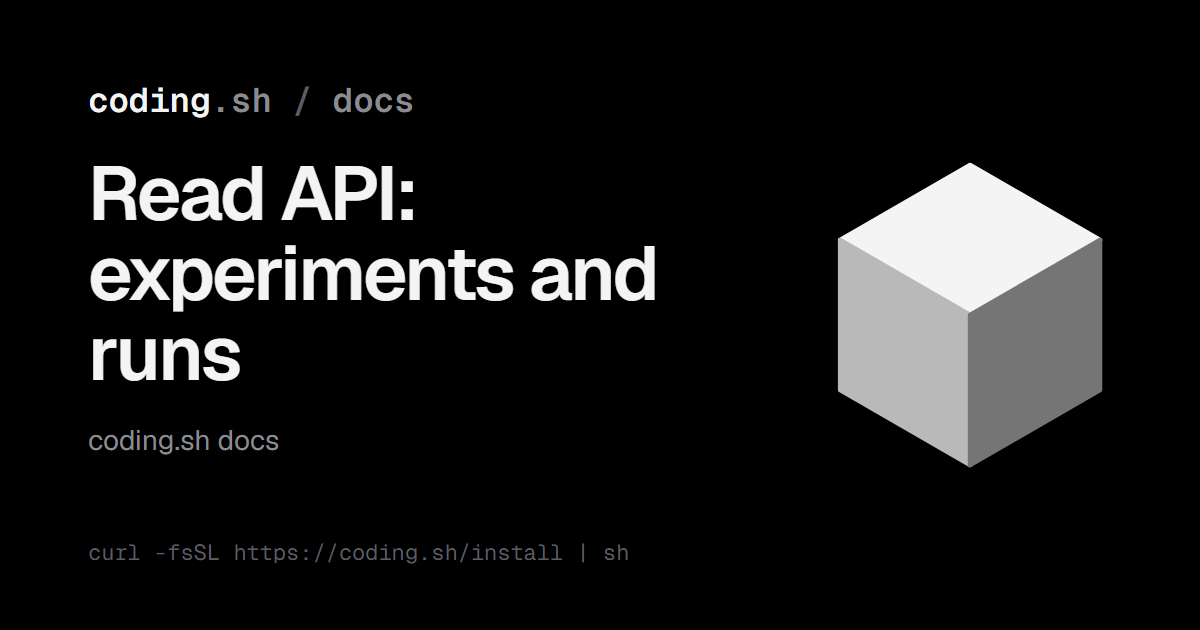 coding.sh / docs
Read API:
experiments and
runs
coding.sh docs
curl -fsSL https://coding.sh/install | sh